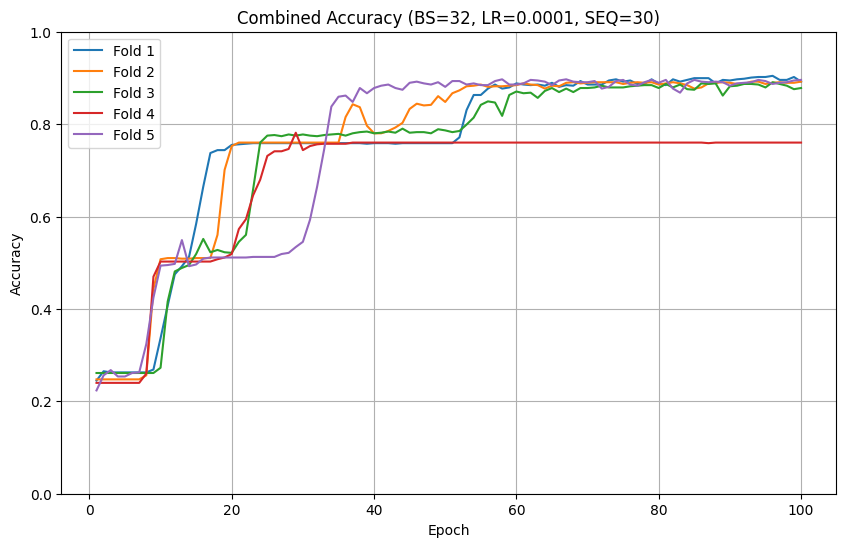 Combined Accuracy (BS=32, LR=0.0001, SEQ=30)
Fold 1
Fold 2
Fold 3
Fold 4
Fold 5
Accuracy
1.0
0.8
0.6
0.4
0.2
0.0
0 20 40 60 80 100
Epoch